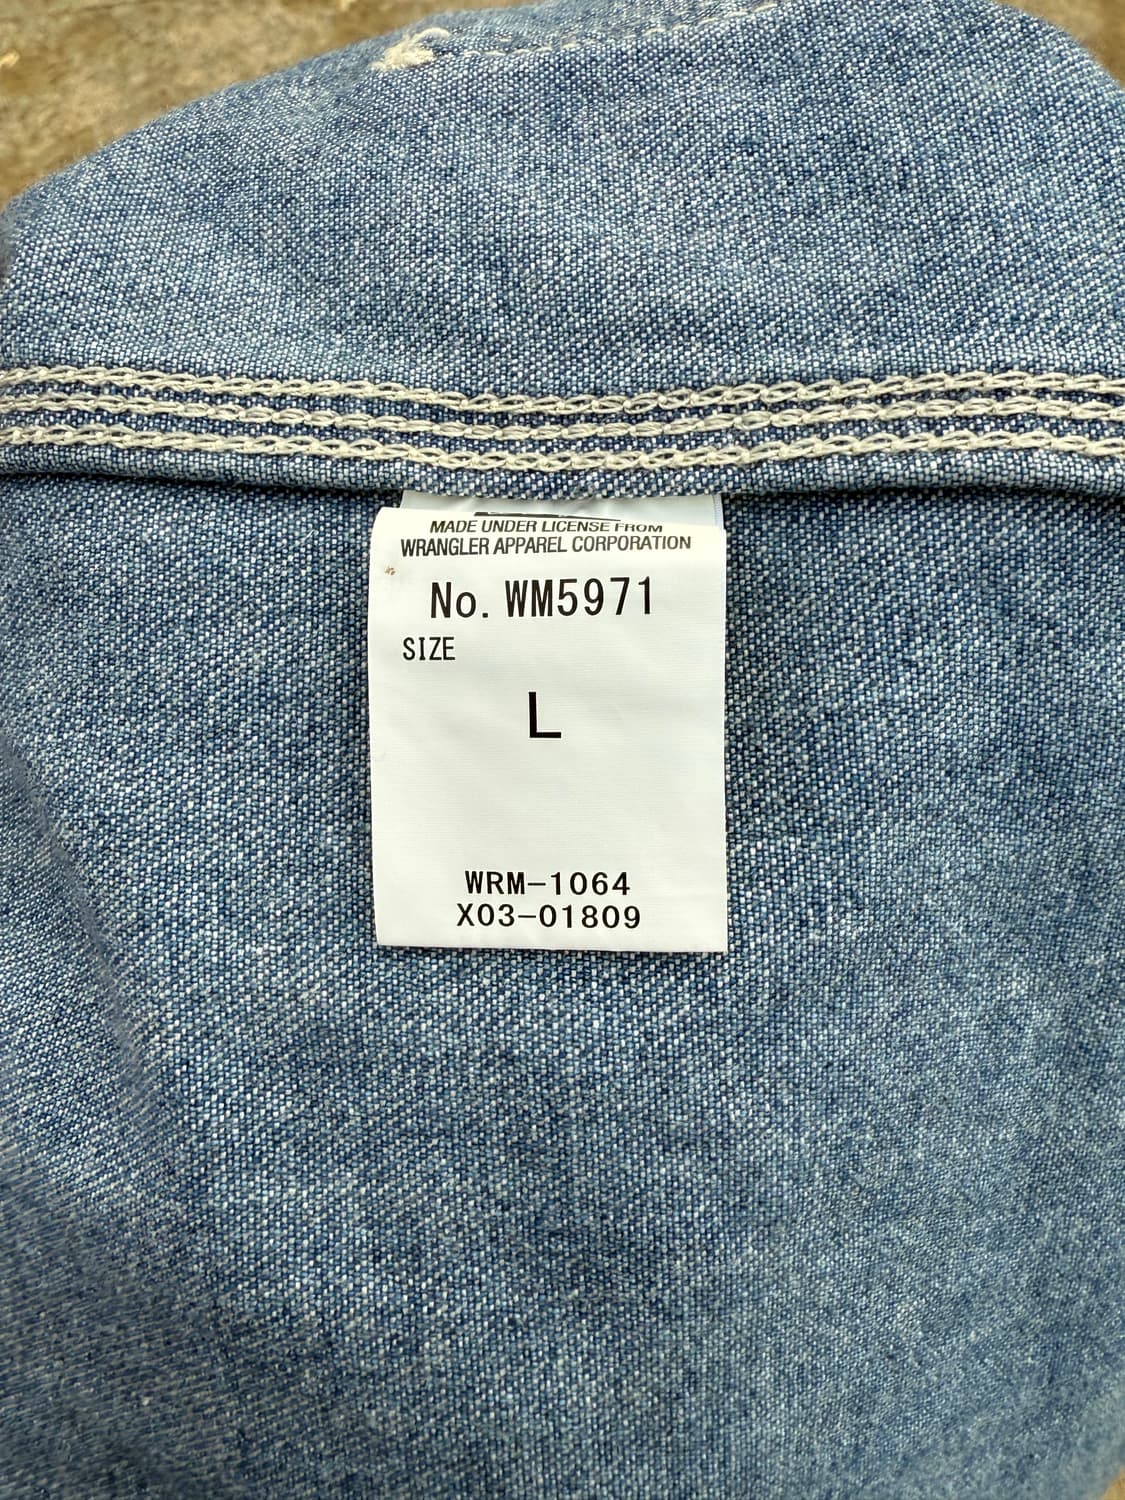 MADE UNDER LICENSE FROM
WRANGLER APPAREL CORPORATION
No. WM5971
SIZE
L
WRM-1064
X03-01809